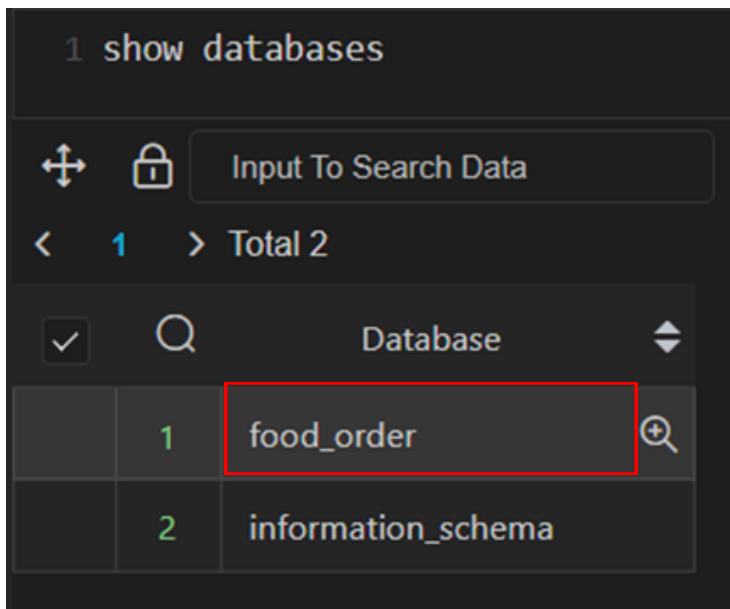 1 show databases
Input To Search Data
< 1 > Total 2
Database
1 food_order
2 information_schema